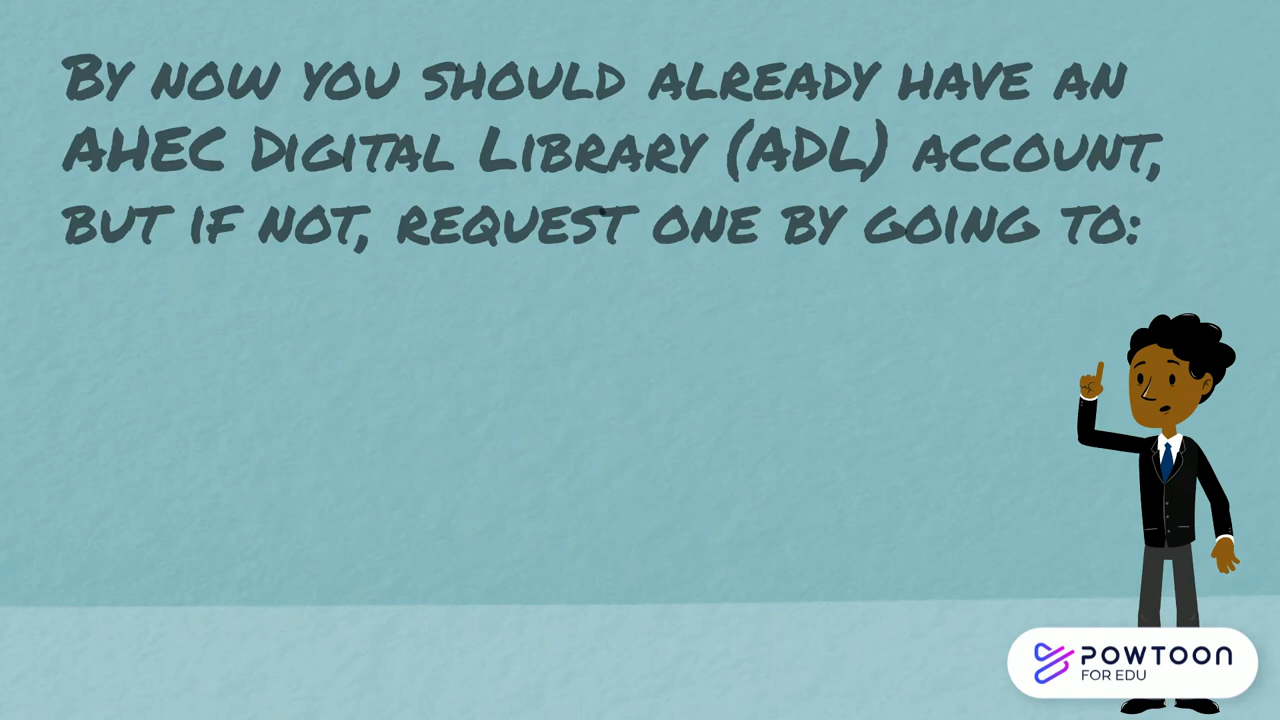 By now you should already have an
AHEC Digital Library (ADL) account,
but if not, request one by going to:
POWTOON
FOR EDU